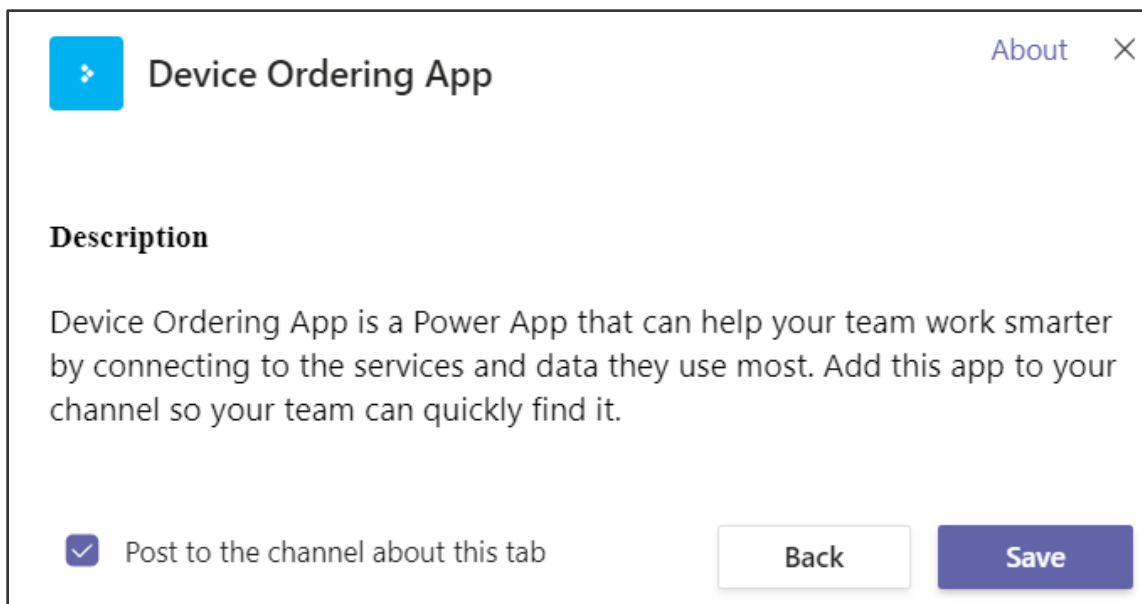 About
Device Ordering App
Description
Device Ordering App is a Power App that can help your team work smarter
by connecting to the services and data they use most. Add this app to your
channel so your team can quickly find it.
Post to the channel about this tab
Back
Save